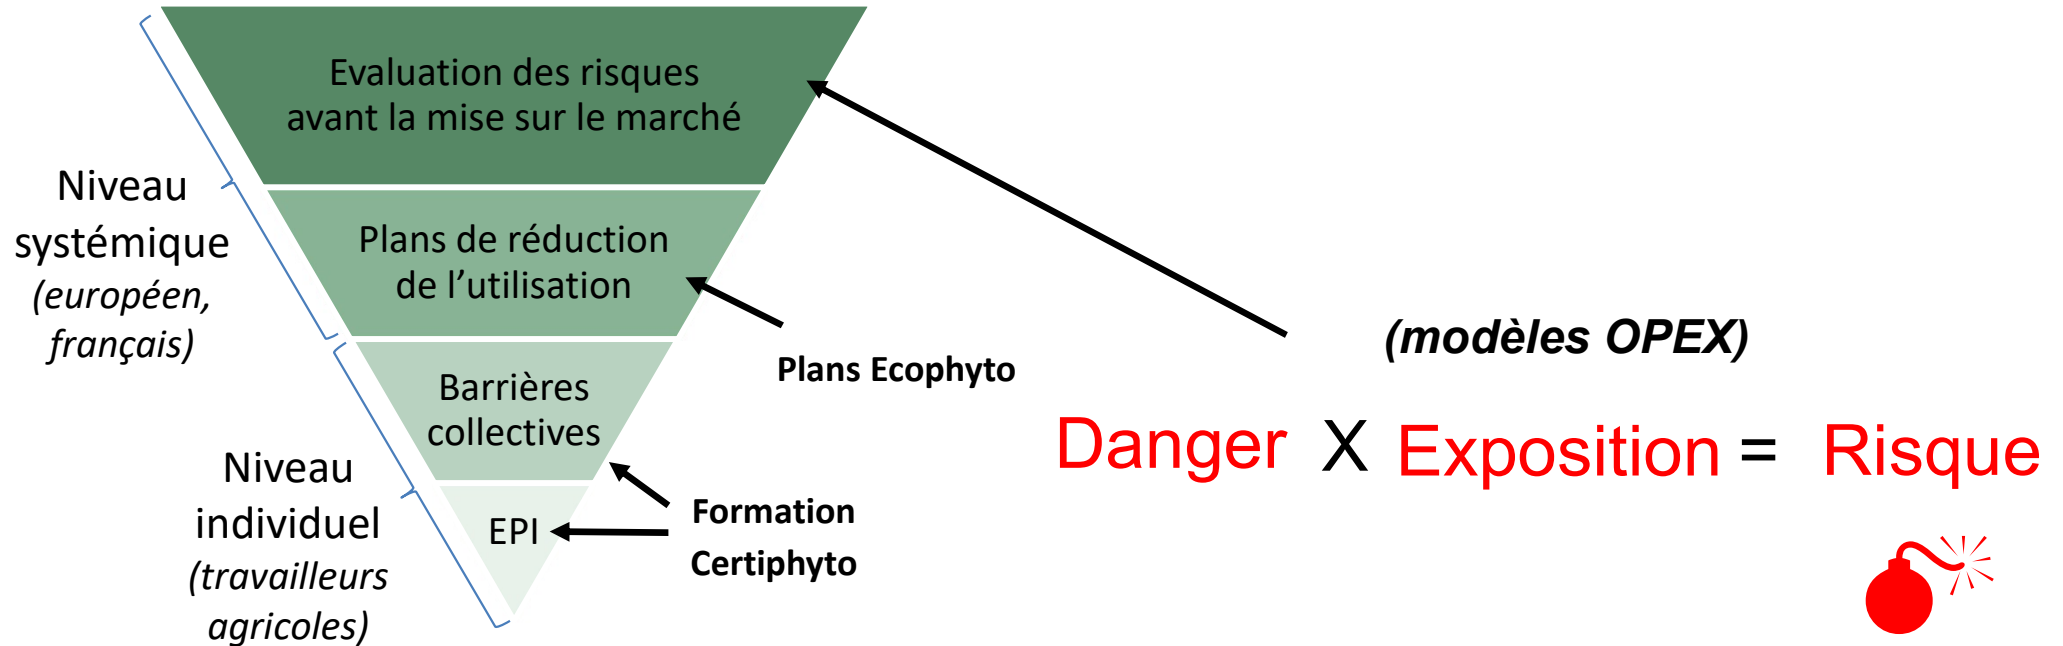 Evaluation des risques
avant la mise sur le marché
Niveau
systémique
(européen,
français)
Plans de réduction
de l’utilisation
Plans Ecophyto
Barrières
collectives
Niveau
individuel
(travailleurs
agricoles)
EPI
Formation
Certiphyto
(modèles OPEX)
Danger X Exposition = Risque